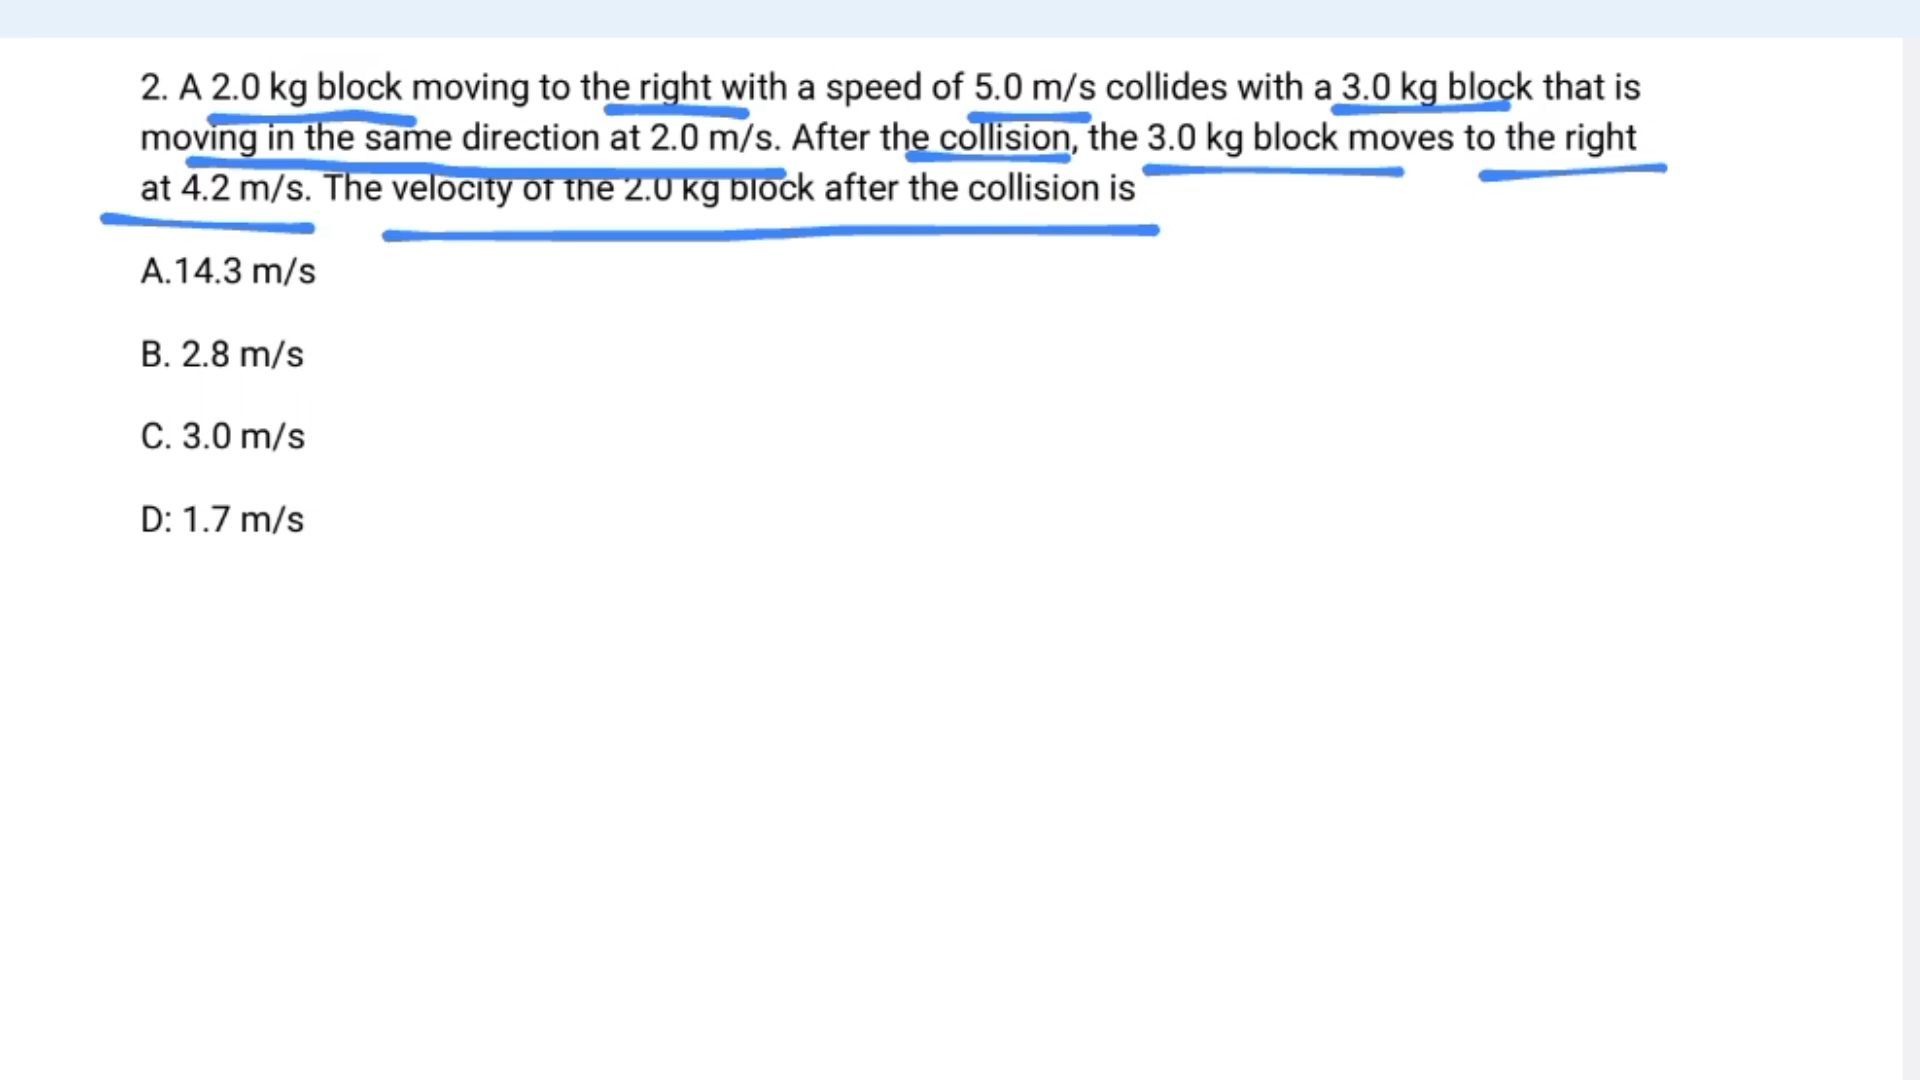 2. A 2.0 kg block moving to the right with a speed of 5.0 m/s collides with a 3.0 kg block that is
moving in the same direction at 2.0 m/s. After the collision, the 3.0 kg block moves to the right
at 4.2 m/s. The velocity of the 2.0 kg block after the collision is
A.14.3 m/s
B. 2.8 m/s
C. 3.0 m/s
D: 1.7 m/s